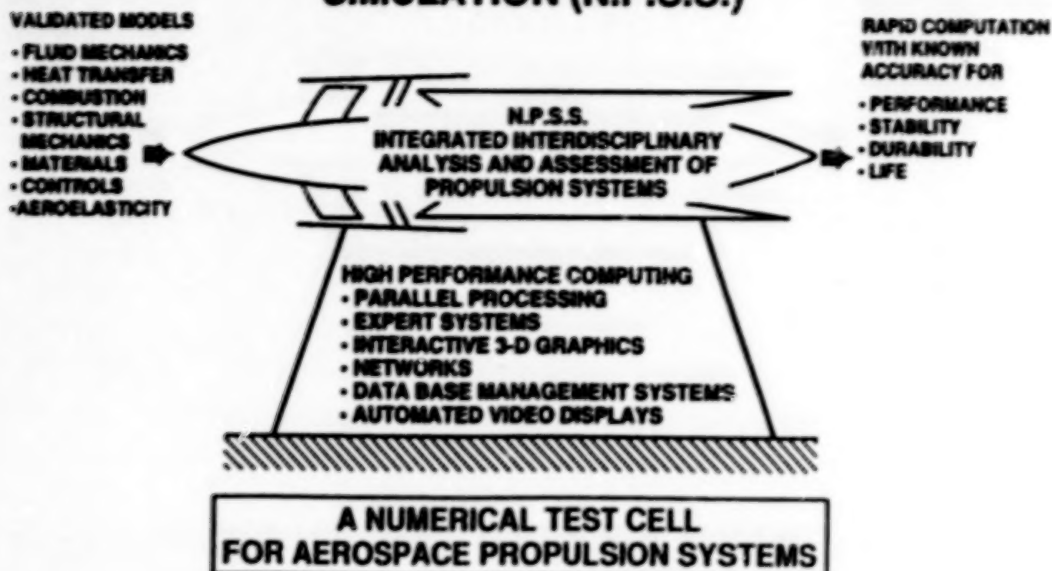 SIMULATION (N.P.S.S.)
VALIDATED MODELS
• FLUID MECHANICS
• HEAT TRANSFER
• COMBUSTION
• STRUCTURAL
MECHANICS
• MATERIALS
• CONTROLS
•AEROELASTICITY
N.P.S.S.
INTEGRATED INTERDISCIPLINARY
ANALYSIS AND ASSESSMENT OF
PROPULSION SYSTEMS
RAPID COMPUTATION
WITH KNOWN
ACCURACY FOR
• PERFORMANCE
• STABILITY
• DURABILITY
• LIFE
HIGH PERFORMANCE COMPUTING
• PARALLEL PROCESSING
• EXPERT SYSTEMS
• INTERACTIVE 3-D GRAPHICS
• NETWORKS
• DATA BASE MANAGEMENT SYSTEMS
• AUTOMATED VIDEO DISPLAYS
A NUMERICAL TEST CELL
FOR AEROSPACE PROPULSION SYSTEMS